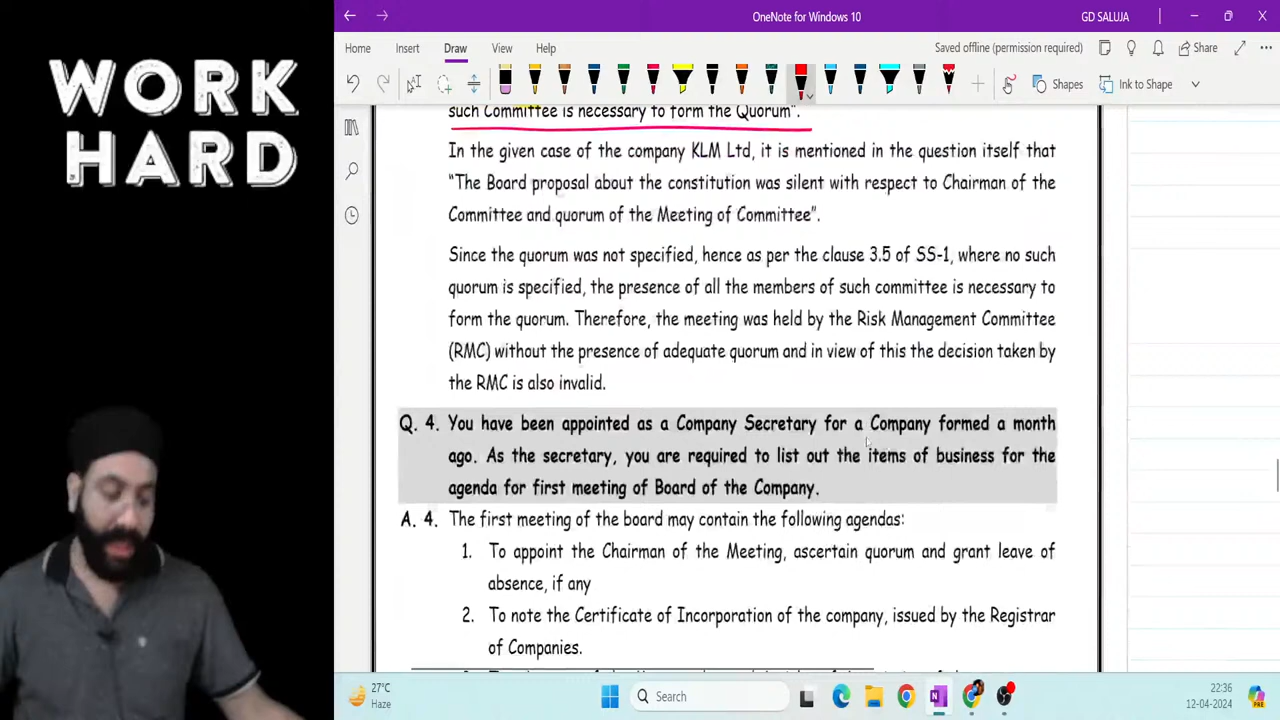 WORK
HARD
OneNote for Windows 10
GD SALUJA
Home Insert Draw View Help
Saved offline (permission required)
Share
Shapes
Ink to Share
such Committee is necessary to form the Quorum".
In the given case of the company KLM Ltd, it is mentioned in the question itself that
"The Board proposal about the constitution was silent with respect to Chairman of the
Committee and quorum of the Meeting of Committee".
Since the quorum was not specified, hence as per the clause 3.5 of SS-1, where no such
quorum is specified, the presence of all the members of such committee is necessary to
form the quorum. Therefore, the meeting was held by the Risk Management Committee
(RMC) without the presence of adequate quorum and in view of this the decision taken by
the RMC is also invalid.
Q. 4. You have been appointed as a Company Secretary for a Company formed a month
ago. As the secretary, you are required to list out the items of business for the
agenda for first meeting of Board of the Company.
A. 4. The first meeting of the board may contain the following agendas:
1. To appoint the Chairman of the Meeting, ascertain quorum and grant leave of
absence, if any
2. To note the Certificate of Incorporation of the company, issued by the Registrar
of Companies.
27°C
Haze
Search
22:36
12-04-2024